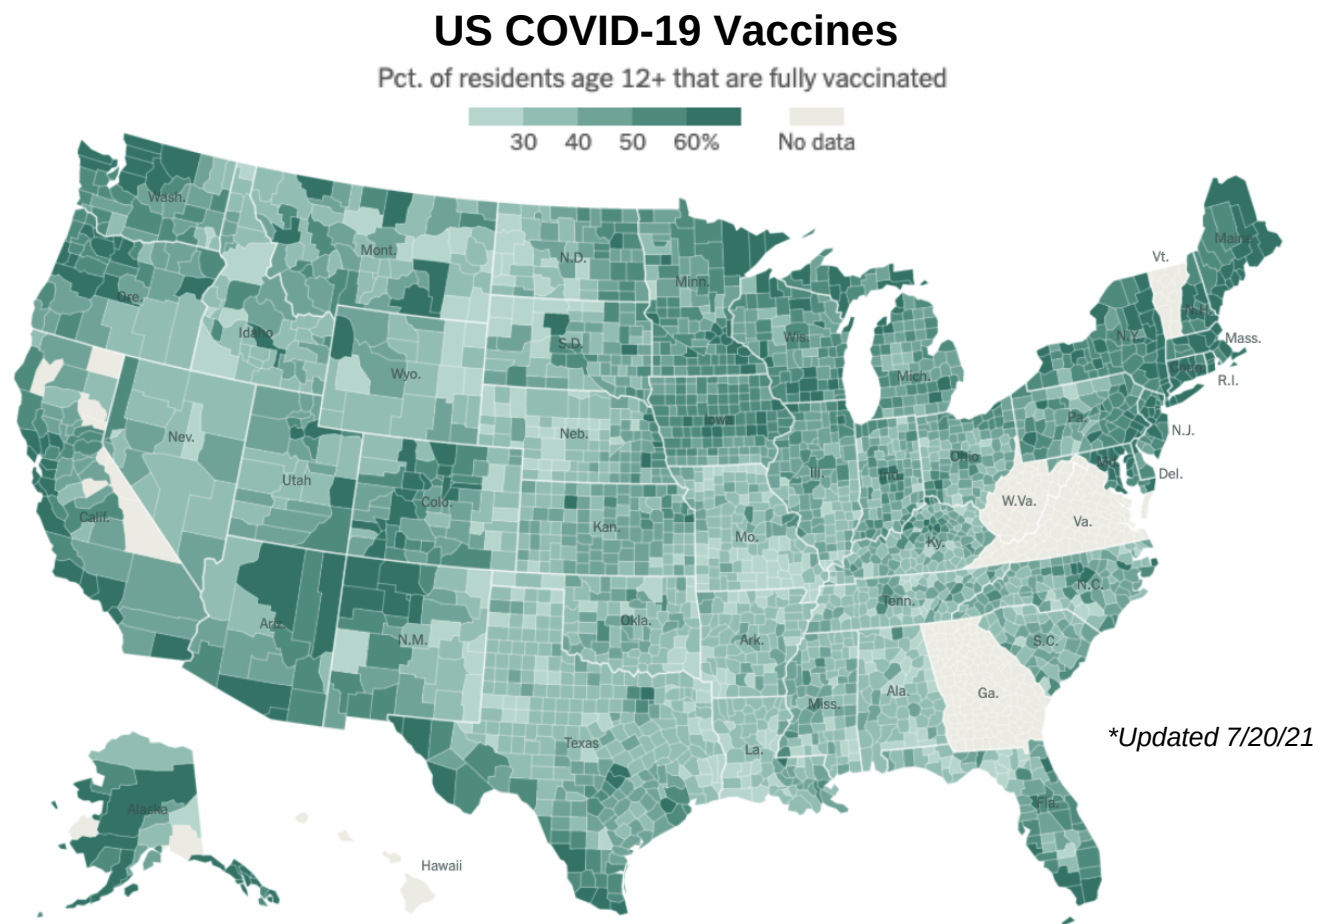 US COVID-19 Vaccines
Pct. of residents age 12+ that are fully vaccinated
30 40 50 60% No data
Wash.
Mont.
N.D.
Minn.
Maine
Vt.
Ore.
Idaho
S.D.
Wis.
N.Y.
N.H.
Mass.
Wyo.
Mich.
Conn.
R.I.
Nev.
Neb.
Iowa
Pa.
N.J.
Utah
Colo.
Ill.
Ind.
Ohio
Md.
Del.
Calif.
Kan.
Mo.
Ky.
W.Va.
Va.
Ariz.
N.M.
Okla.
Ark.
Tenn.
N.C.
S.C.
Texas
La.
Miss.
Ala.
Ga.
*Updated 7/20/21
Alaska
Fla.
Hawaii